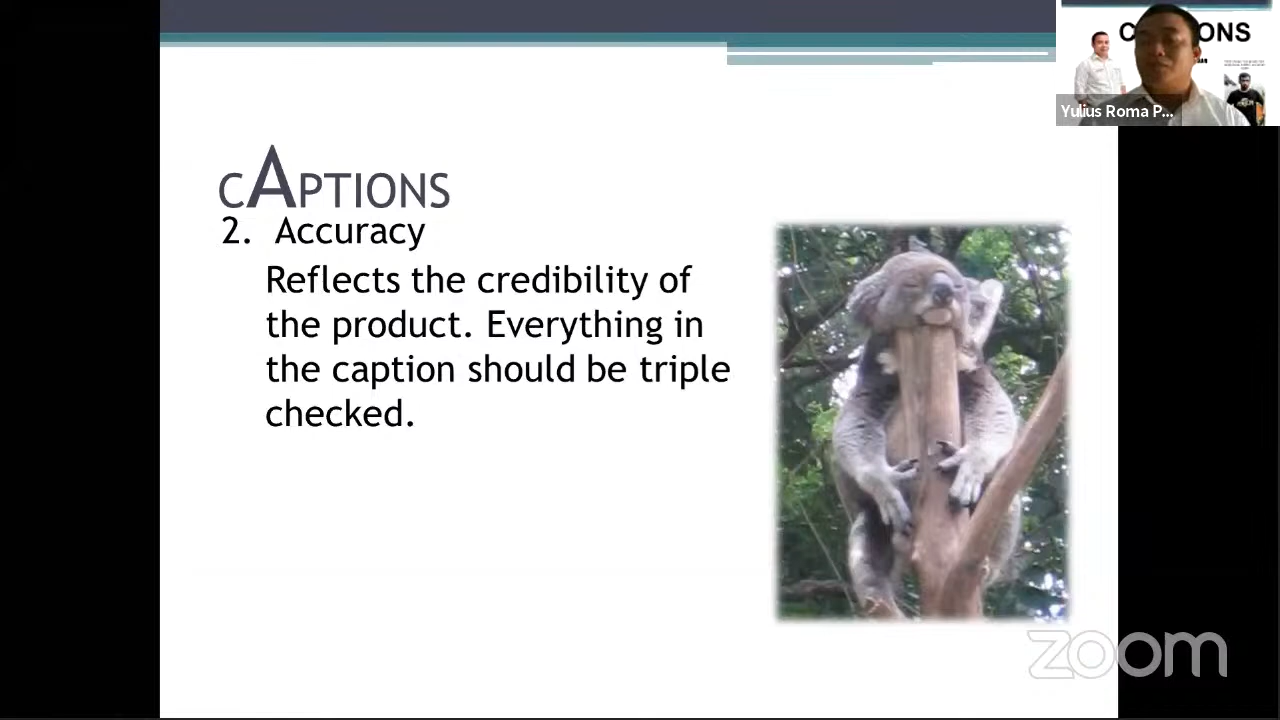 cAPTIONS
2. Accuracy
Reflects the credibility of
the product. Everything in
the caption should be triple
checked.
Yulius Roma P...
zoom